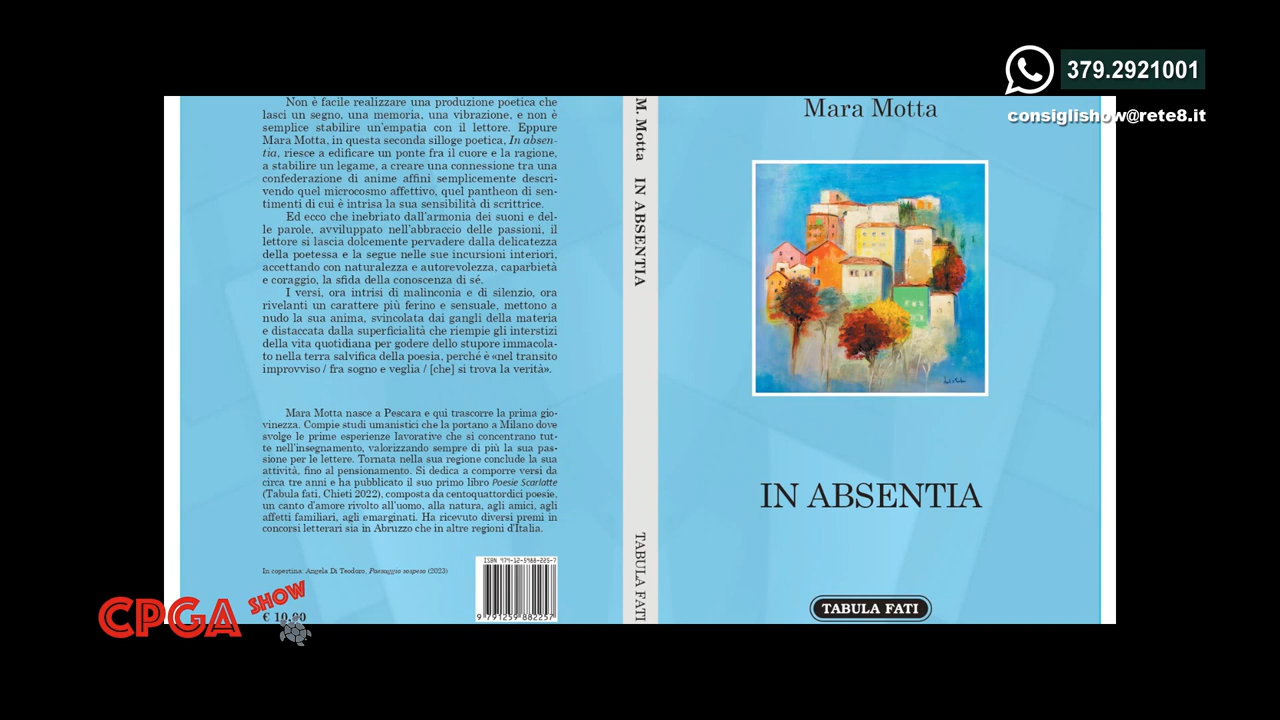 379.2921001
consiglishow@rete8.it
Non è facile realizzare una produzione poetica che
lasci un segno, una memoria, una vibrazione, e non è
semplice stabilire un'empatia con il lettore. Eppure
Mara Motta, in questa seconda silloge poetica, In absen-
tia, riesce a edificare un ponte fra il cuore e la ragione,
a stabilire un legame, a creare una connessione tra una
confederazione di anime affini semplicemente descri-
vendo quel microcosmo affettivo, quel pantheon di sen-
timenti di cui è intrisa la sua sensibilità di scrittrice.
Ed ecco che inebriato dall'armonia dei suoni e del-
le parole, avviluppato nell'abbraccio delle passioni, il
lettore si lascia dolcemente pervadere dalla delicatezza
della poetessa e la segue nelle sue incursioni interiori,
accettando con naturalezza e autorevolezza, caparbietà
e coraggio, la sfida della conoscenza di sé.
I versi, ora intrisi di malinconia e di silenzio, ora
rivelanti un carattere più ferino e sensuale, mettono a
nudo la sua anima, svincolata dai gangli della materia
e distaccata dalla superficialità che riempie gli interstizi
della vita quotidiana per godere dello stupore immacola-
to nella terra salvifica della poesia, perché è «nel transito
improvviso / fra sogno e veglia / [che] si trova la verità».
Mara Motta nasce a Pescara e qui trascorre la prima gio-
vinezza. Compie studi umanistici che la portano a Milano dove
svolge le prime esperienze lavorative che si concentrano tut-
te nell'insegnamento, valorizzando sempre di più la sua pas-
sione per le lettere. Tornata nella sua regione conclude la sua
attività, fino al pensionamento. Si dedica a comporre versi da
circa tre anni e ha pubblicato il suo primo libro Poesie Scarlatte
(Tabula fati, Chieti 2022), composta da centoquattordici poesie,
un canto d'amore rivolto all'uomo, alla natura, agli amici, agli
affetti familiari, agli emarginati. Ha ricevuto diversi premi in
concorsi letterari sia in Abruzzo che in altre regioni d'Italia.
In copertina: Angela Di Teodoro, Paesaggio sospeso (2023)
ISBN 979-12-5988-225-7
9 791259 882257
€ 10,00
CPGA SHOW
M. Motta IN ABSENTIA
TABULA FATI
Mara Motta
IN ABSENTIA
TABULA FATI